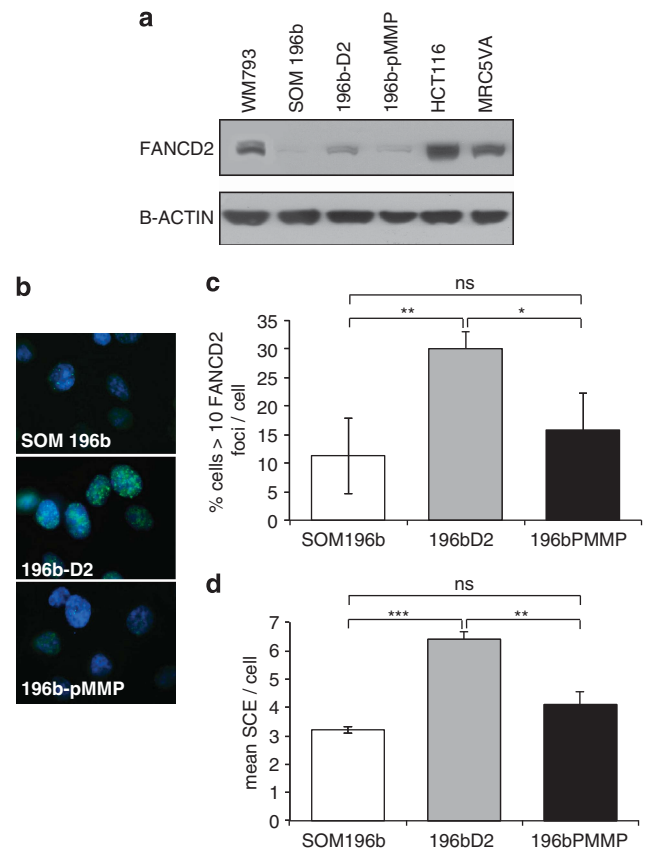 a
WM793
SOM 196b
196b-D2
196b-pMMP
HCT116
MRC5VA
FANCD2
B-ACTIN
b
SOM 196b
196b-D2
196b-pMMP
c
ns
**
*
% cells > 10 FANCD2
foci / cell
35
30
25
20
15
10
5
0
SOM196b
196bD2
196bPMMP
d
ns
***
**
mean SCE / cell
7
6
5
4
3
2
1
0
SOM196b
196bD2
196bPMMP